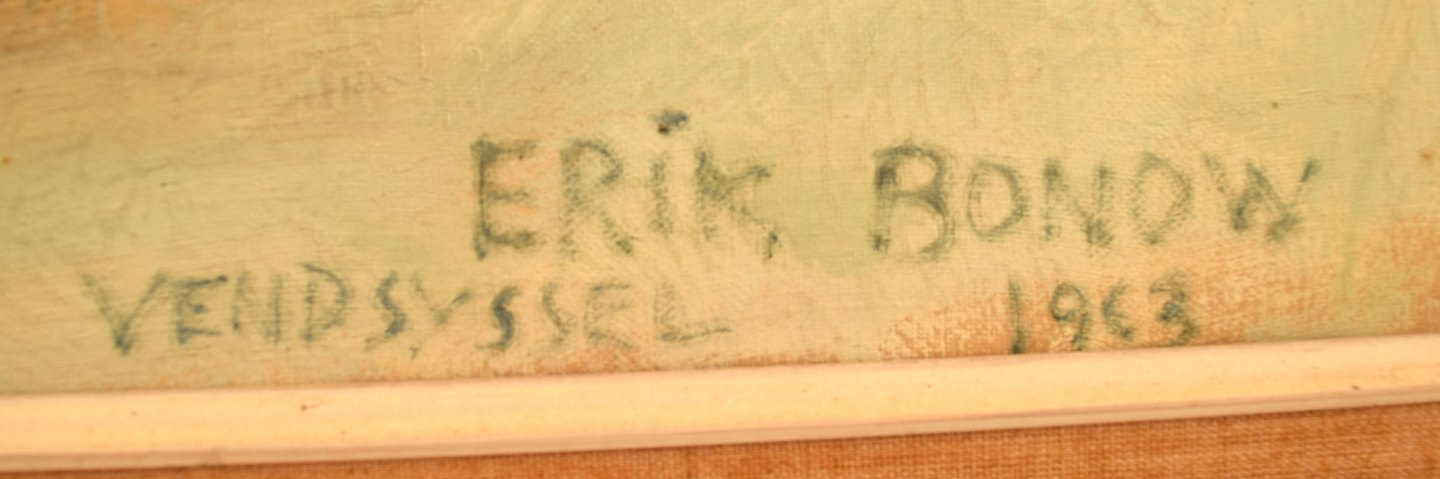 ERiK BONOW
VENDSYSSEL 1963